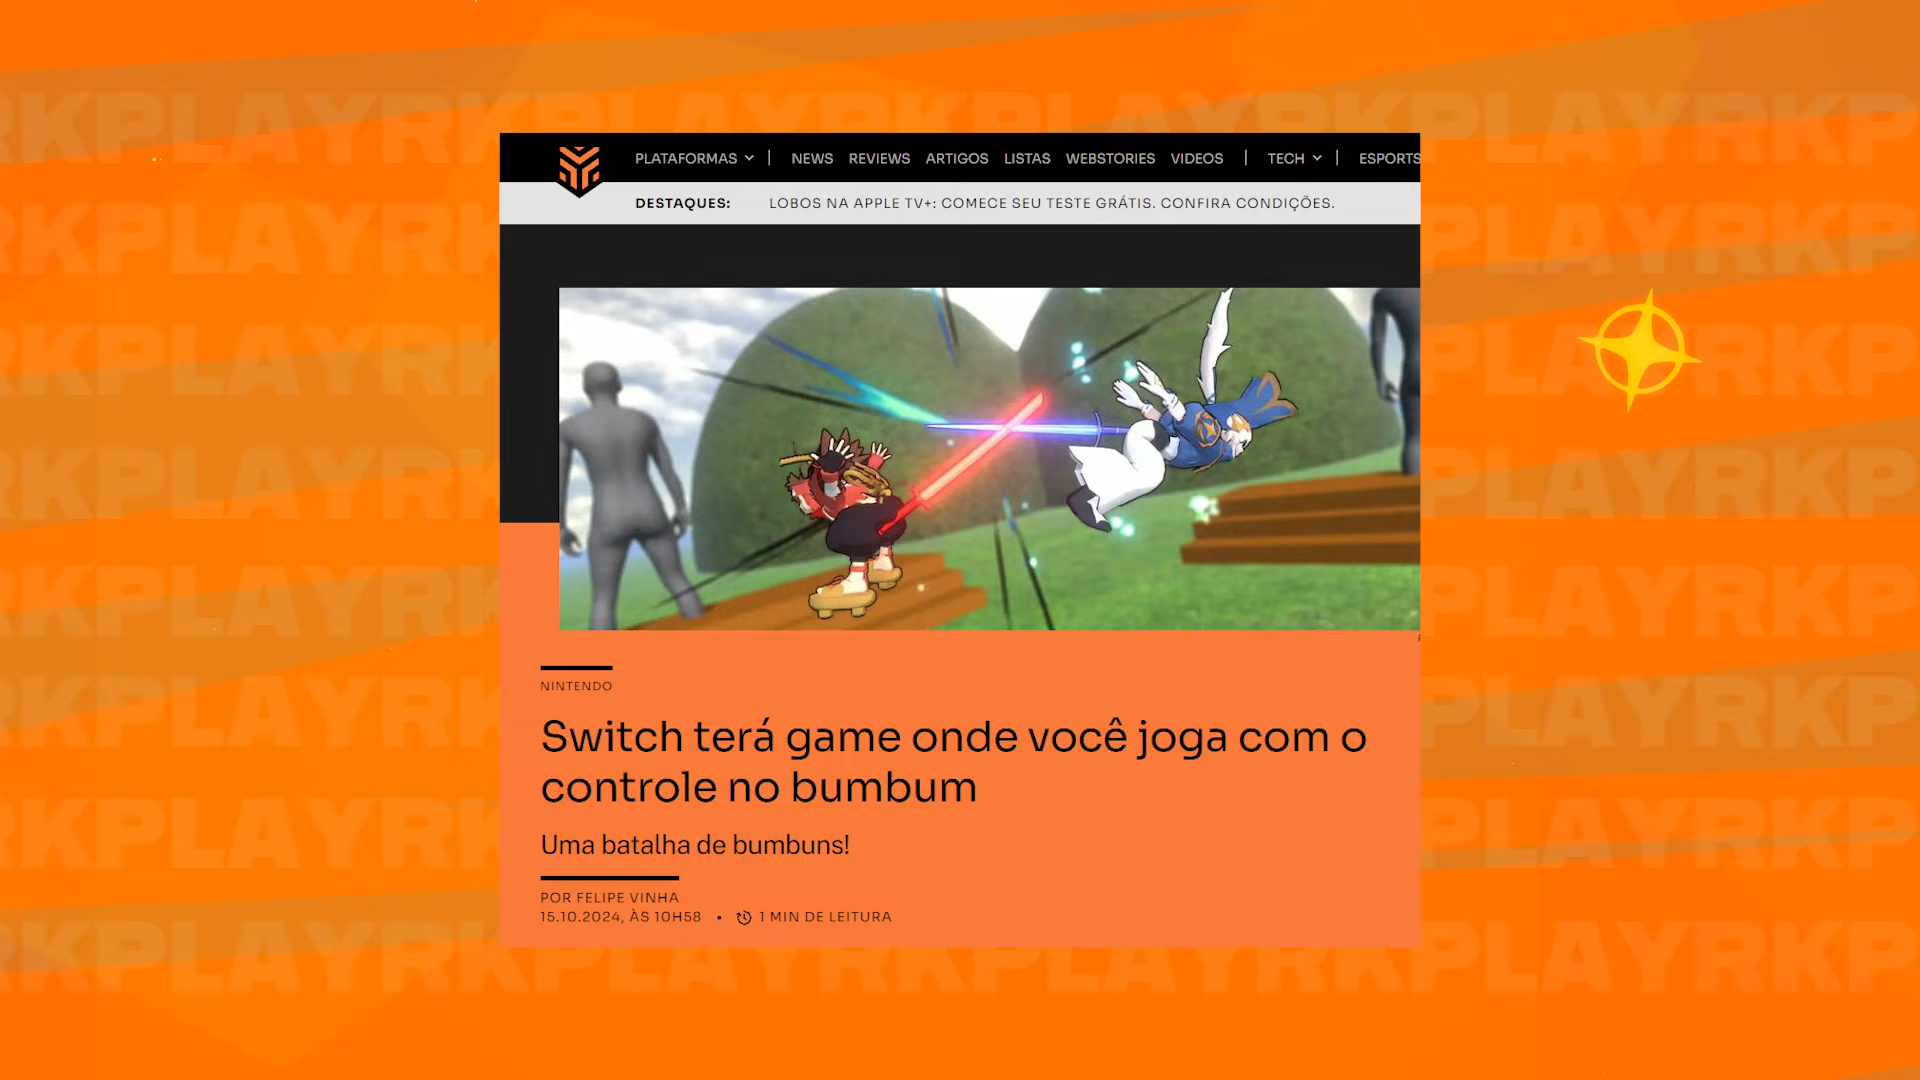 PLAYRKPLAYRKPLAYRKP
PLATAFORMAS | NEWS REVIEWS ARTIGOS LISTAS WEBSTORIES VIDEOS | TECH | ESPORTS
DESTAQUES: LOBOS NA APPLE TV+: COMECE SEU TESTE GRÁTIS. CONFIRA CONDIÇÕES.
NINTENDO
Switch terá game onde você joga com o
controle no bumbum
Uma batalha de bumbuns!
POR FELIPE VINHA
15.10.2024, ÀS 10H58 • 1 MIN DE LEITURA